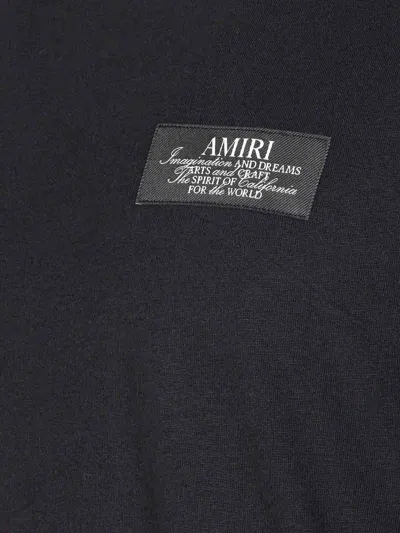 AMIRI
Imagination AND DREAMS
ARTS and CRAFT
The SPIRIT OF California
FOR the WORLD